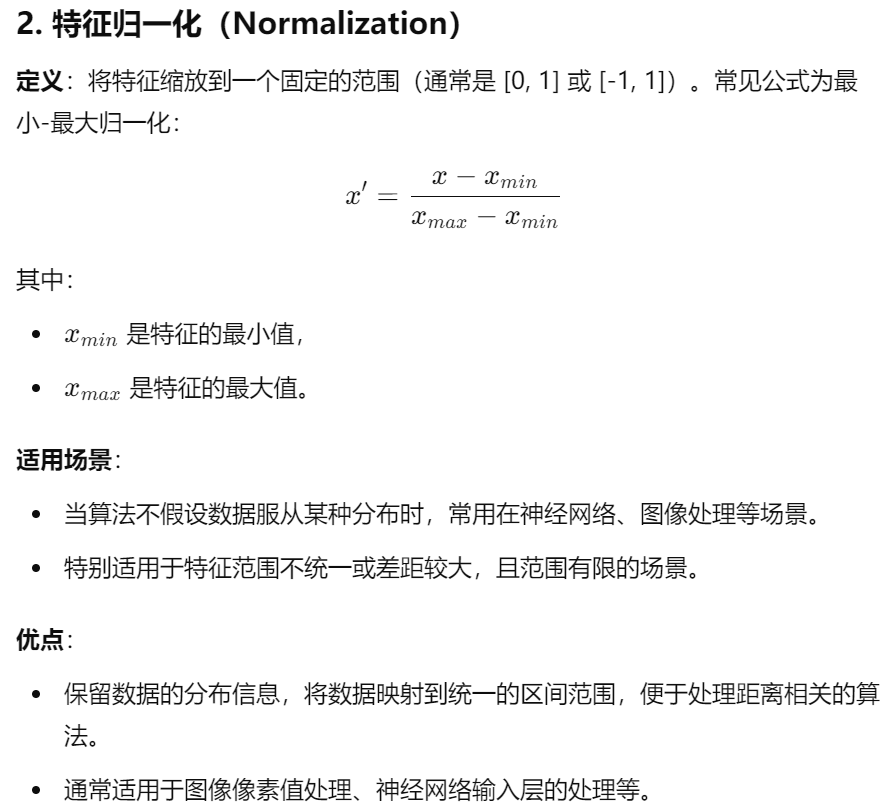 2. 特征归一化（Normalization）
定义：将特征缩放到一个固定的范围（通常是 [0, 1] 或 [-1, 1]）。常见公式为最
小-最大归一化：
x′ = \frac{x − x_{min}}{x_{max} − x_{min}}
其中：
• x_{min} 是特征的最小值，
• x_{max} 是特征的最大值。
适用场景：
• 当算法不假设数据服从某种分布时，常用在神经网络、图像处理等场景。
• 特别适用于特征范围不统一或差距较大，且范围有限的场景。
优点：
• 保留数据的分布信息，将数据映射到统一的区间范围，便于处理距离相关的算
法。
• 通常适用于图像像素值处理、神经网络输入层的处理等。